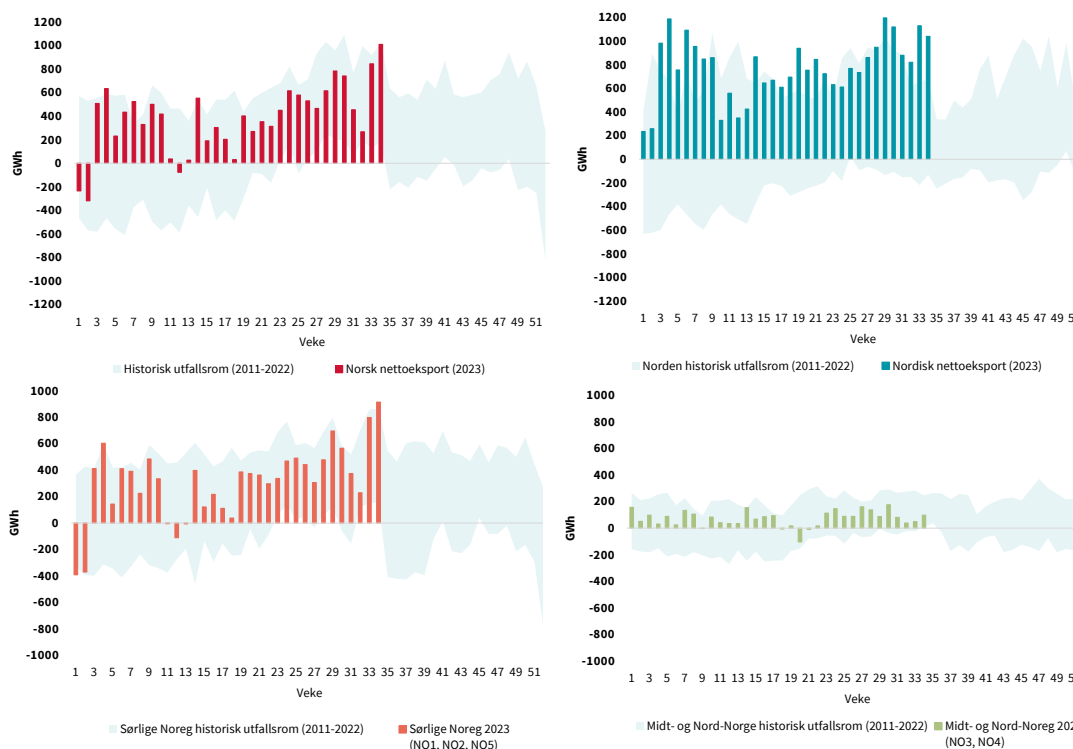 1200
1000
800
600
400
200
0
-200
-400
-600
-800
-1000
-1200
GWh
1 3 5 7 9 11 13 15 17 19 21 23 25 27 29 31 33 35 37 39 41 43 45 47 49 51
Veke
Historisk utfallsrom (2011-2022) Norsk nettoeksport (2023)
1200
1000
800
600
400
200
0
-200
-400
-600
-800
-1000
-1200
GWh
1 3 5 7 9 11 13 15 17 19 21 23 25 27 29 31 33 35 37 39 41 43 45 47 49 5
Veke
Norden historisk utfallsrom (2011-2022) Nordisk nettoeksport (2023)
1000
800
600
400
200
0
-200
-400
-600
-800
-1000
GWh
1 3 5 7 9 11 13 15 17 19 21 23 25 27 29 31 33 35 37 39 41 43 45 47 49 51
Veke
Sørlige Noreg historisk utfallsrom (2011-2022) Sørlige Noreg 2023
(NO1, NO2, NO5)
1000
800
600
400
200
0
-200
-400
-600
-800
-1000
GWh
1 3 5 7 9 11 13 15 17 19 21 23 25 27 29 31 33 35 37 39 41 43 45 47 49 5
Veke
Midt- og Nord-Norge historisk utfallsrom (2011-2022) Midt- og Nord-Noreg 202
(NO3, NO4)